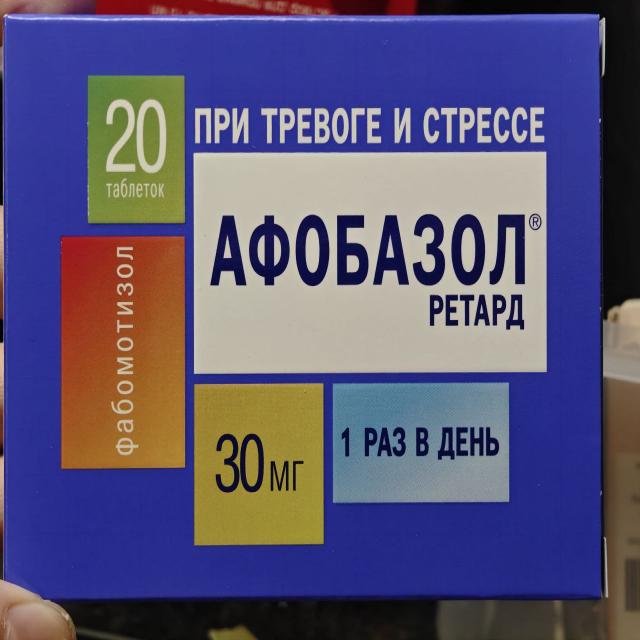 20
таблеток
ПРИ ТРЕВОГЕ И СТРЕССЕ
АФОБАЗОЛ®
РЕТАРД
фабомотизол
30 мг
1 РАЗ В ДЕНЬ